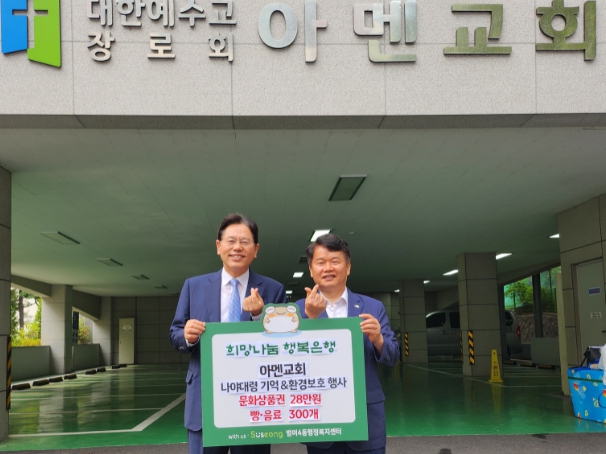 대한예수교
장로회
아멘교회
희망나눔 행복은행
아멘교회
나야대령 기억&환경보호 행사
문화상품권 28만원
빵·음료 300개
with us · Suseong 범어4동행정복지센터